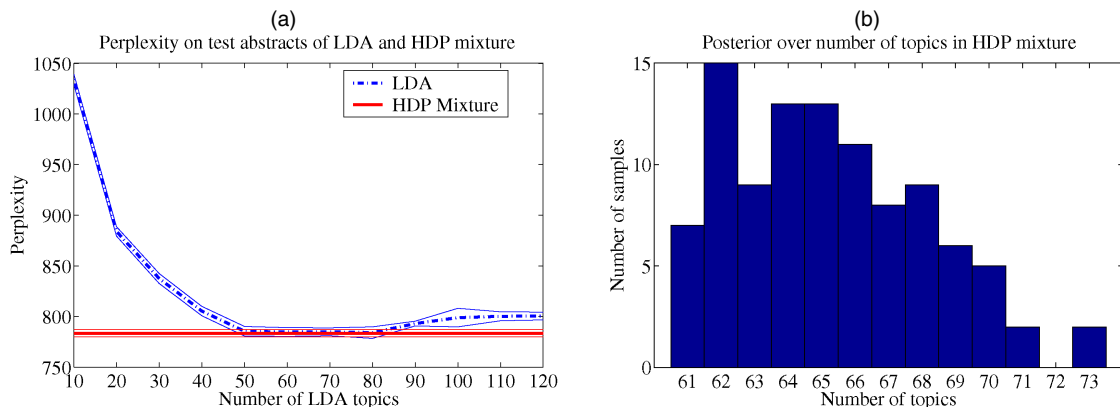 (a)
Perplexity on test abstracts of LDA and HDP mixture
1050
1000
950
900
850
800
750
Perplexity
LDA
HDP Mixture
10 20 30 40 50 60 70 80 90 100 110 120
Number of LDA topics
(b)
Posterior over number of topics in HDP mixture
15
10
5
0
Number of samples
61 62 63 64 65 66 67 68 69 70 71 72 73
Number of topics